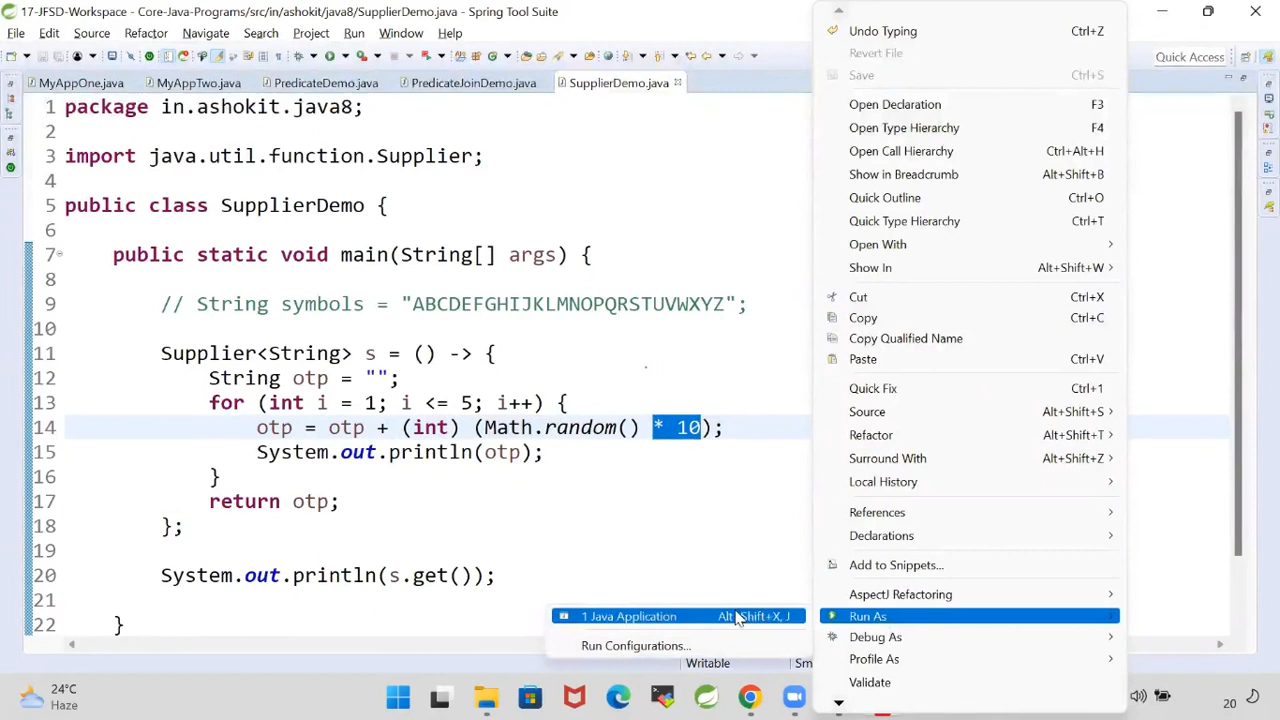 17-JFSD-Workspace - Core-Java-Programs/src/in/ashokit/java8/SupplierDemo.java - Spring Tool Suite
File Edit Source Refactor Navigate Search Project Run Window Help
Quick Access
MyAppOne.java MyAppTwo.java PredicateDemo.java PredicateJoinDemo.java SupplierDemo.java
1 package in.ashokit.java8;
2
3 import java.util.function.Supplier;
4
5 public class SupplierDemo {
6
7 public static void main(String[] args) {
8
9 // String symbols = "ABCDEFGHIJKLMNOPQRSTUVWXYZ";
10
11 Supplier<String> s = () -> {
12 String otp = "";
13 for (int i = 1; i <= 5; i++) {
14 otp = otp + (int) (Math.random() * 10);
15 System.out.println(otp);
16 }
17 return otp;
18 };
19
20 System.out.println(s.get());
21
22 }
Undo Typing Ctrl+Z
Revert File
Save Ctrl+S
Open Declaration F3
Open Type Hierarchy F4
Open Call Hierarchy Ctrl+Alt+H
Show in Breadcrumb Alt+Shift+B
Quick Outline Ctrl+O
Quick Type Hierarchy Ctrl+T
Open With
Show In Alt+Shift+W
Cut Ctrl+X
Copy Ctrl+C
Copy Qualified Name
Paste Ctrl+V
Quick Fix Ctrl+1
Source Alt+Shift+S
Refactor Alt+Shift+T
Surround With Alt+Shift+Z
Local History
References
Declarations
Add to Snippets...
AspectJ Refactoring
Run As
Debug As
Profile As
Validate
1 Java Application Alt+Shift+X, J
Run Configurations...
Writable
24°C
Haze
20